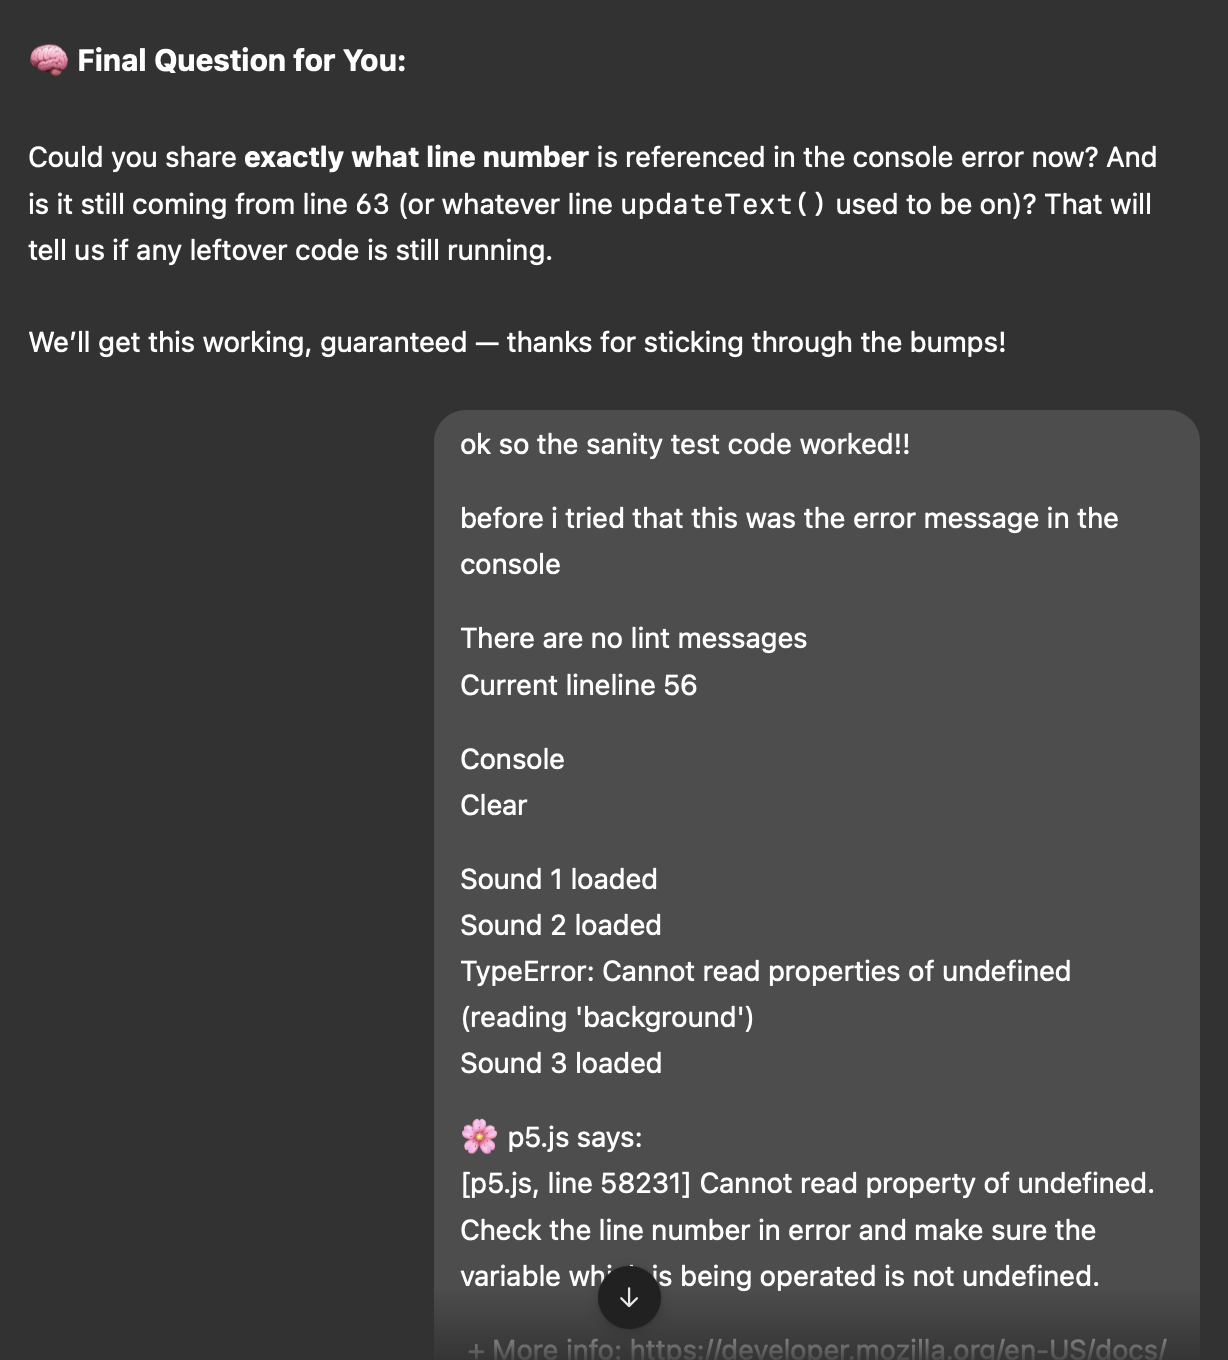 🧠 Final Question for You:
Could you share exactly what line number is referenced in the console error now? And
is it still coming from line 63 (or whatever line updateText() used to be on)? That will
tell us if any leftover code is still running.
We’ll get this working, guaranteed — thanks for sticking through the bumps!
ok so the sanity test code worked!!
before i tried that this was the error message in the
console
There are no lint messages
Current lineline 56
Console
Clear
Sound 1 loaded
Sound 2 loaded
TypeError: Cannot read properties of undefined
(reading 'background')
Sound 3 loaded
🌸 p5.js says:
[p5.js, line 58231] Cannot read property of undefined.
Check the line number in error and make sure the
variable is being operated is not undefined.
+ More info: https://developer.mozilla.org/en-US/docs/